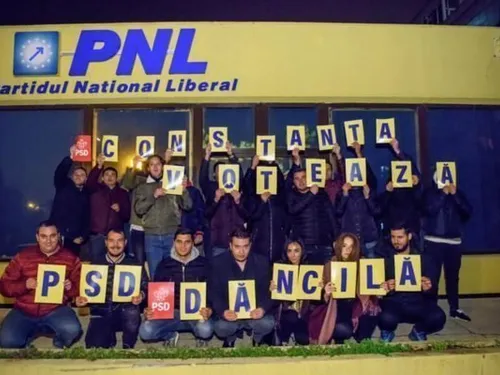 PNL
artidul National Liberal
PSD CONSTANTA
VOTEAZĂ
PSD PSD DĂNCILĂ